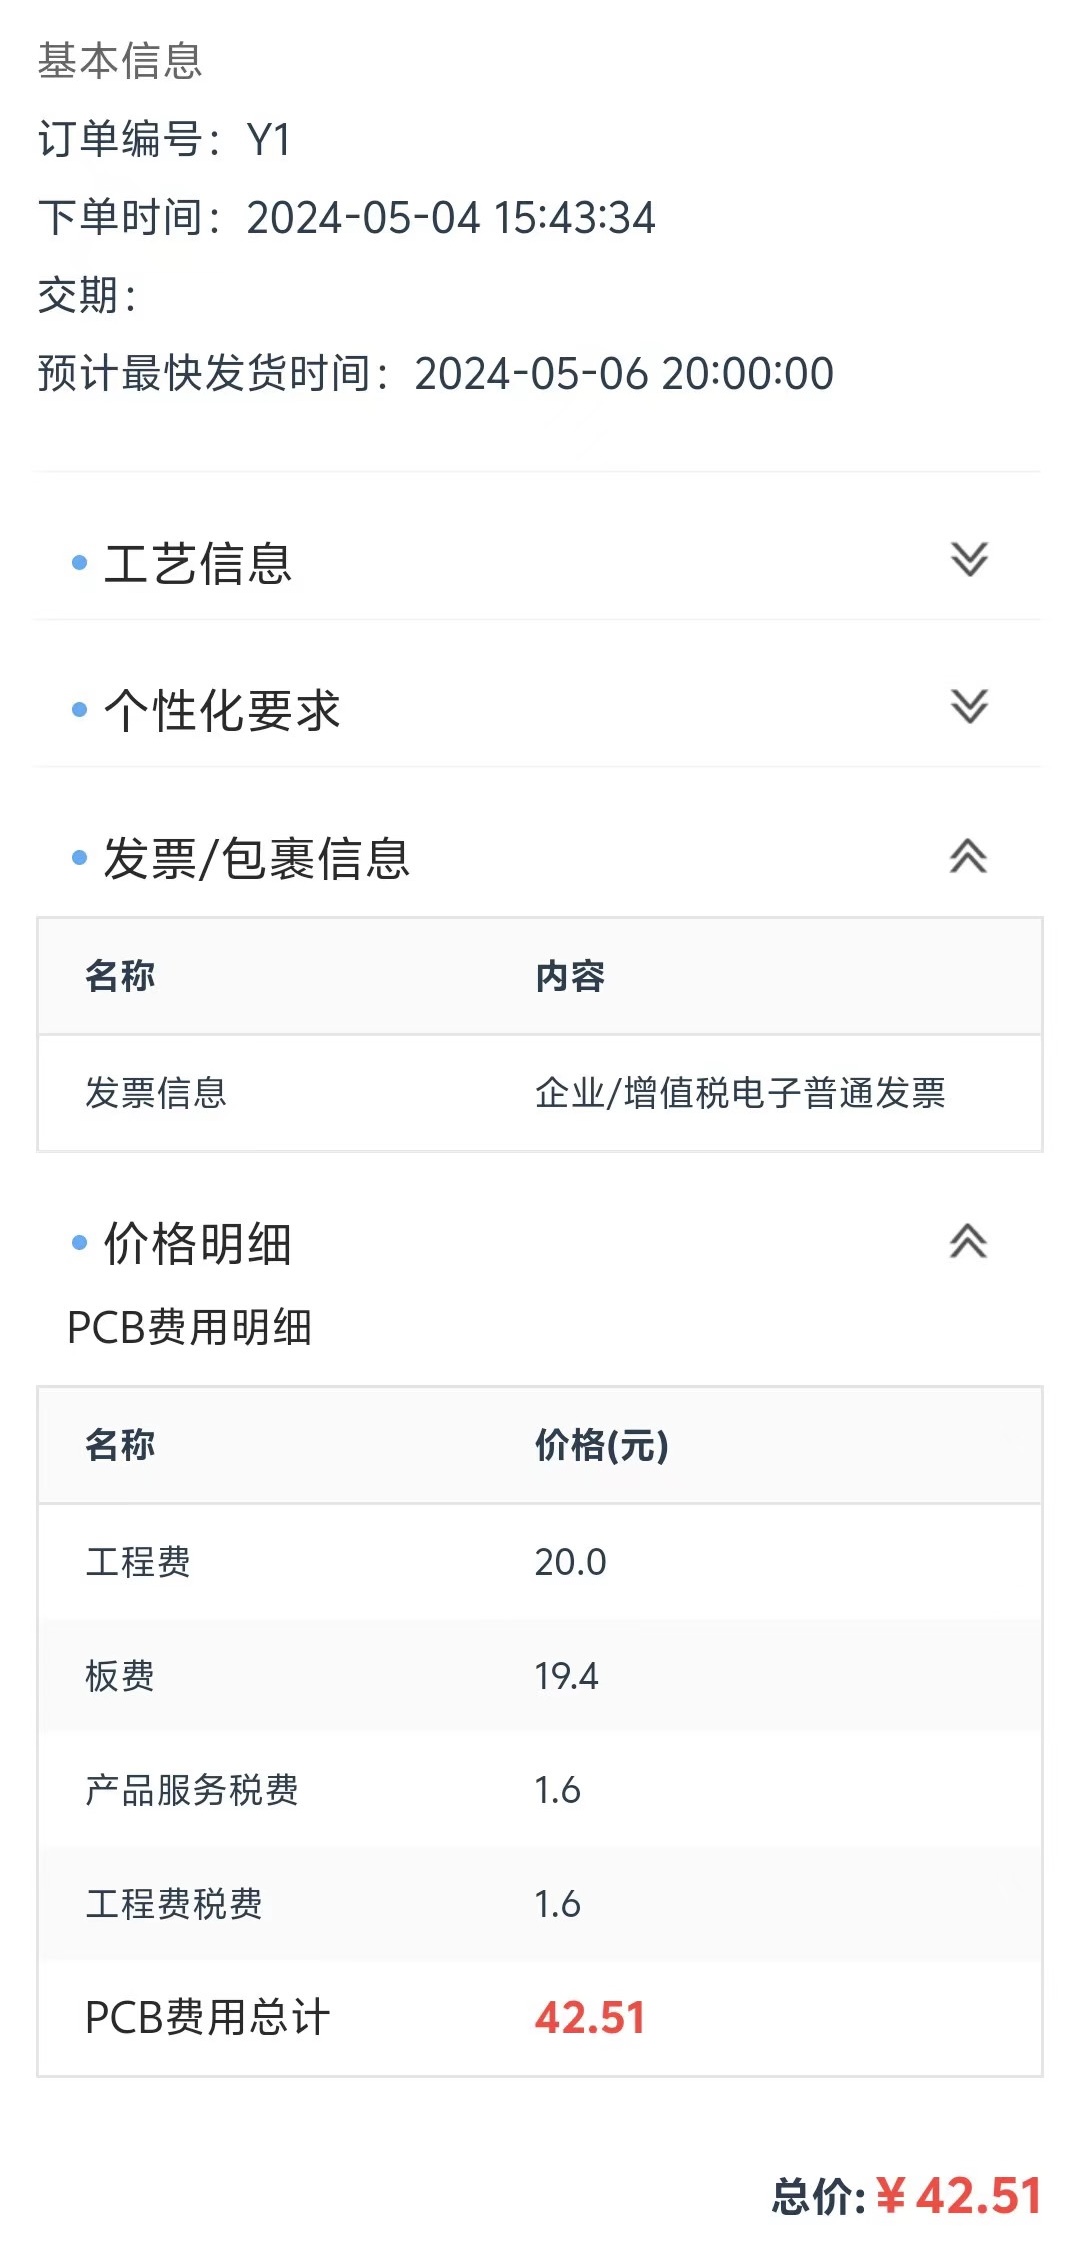 基本信息
订单编号：Y1
下单时间：2024-05-04 15:43:34
交期：
预计最快发货时间：2024-05-06 20:00:00
工艺信息
个性化要求
发票/包裹信息
名称 内容
发票信息 企业/增值税电子普通发票
价格明细
PCB费用明细
名称 价格(元)
工程费 20.0
板费 19.4
产品服务税费 1.6
工程费税费 1.6
PCB费用总计 42.51
总价:¥42.51